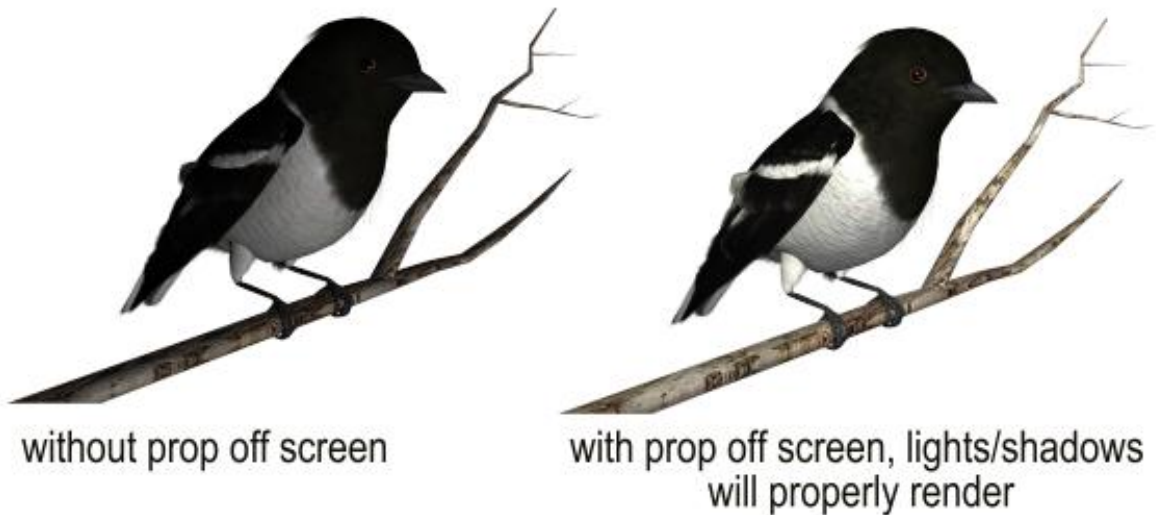 without prop off screen
with prop off screen, lights/shadows
will properly render